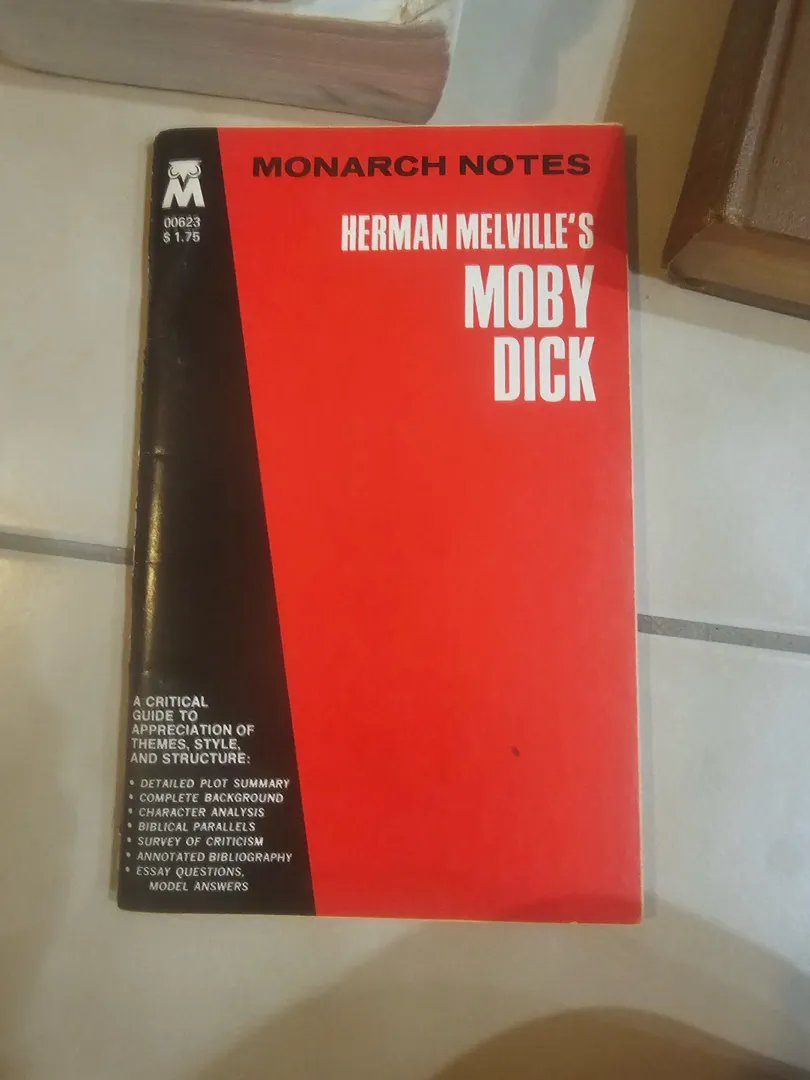 MONARCH NOTES
M
00623
$1.75
HERMAN MELVILLE'S
MOBY
DICK
A CRITICAL
GUIDE TO
APPRECIATION OF
THEMES, STYLE,
AND STRUCTURE:
• DETAILED PLOT SUMMARY
• COMPLETE BACKGROUND
• CHARACTER ANALYSIS
• BIBLICAL PARALLELS
• SURVEY OF CRITICISM
• ANNOTATED BIBLIOGRAPHY
• ESSAY QUESTIONS,
MODEL ANSWERS